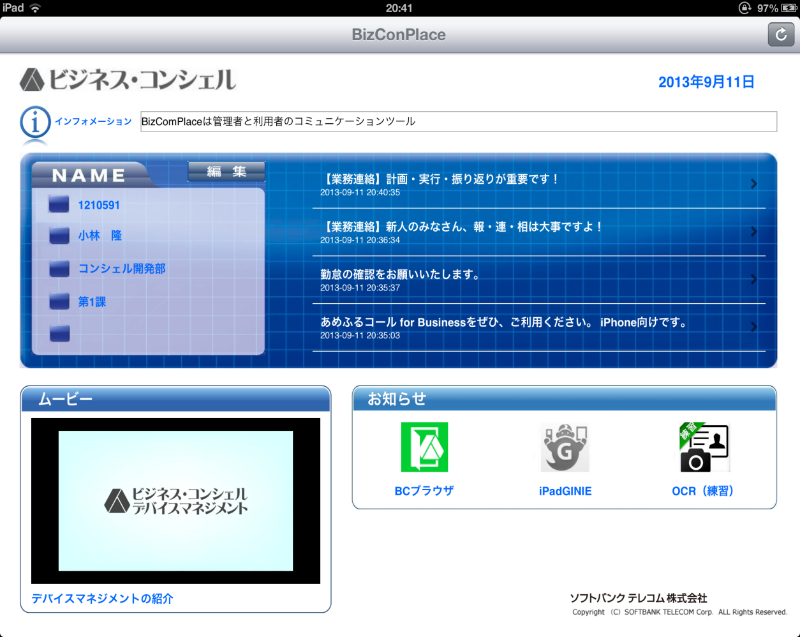 iPad
20:41
97%
BizConPlace
ビジネス・コンシェル
2013年9月11日
インフォメーション
BizComPlaceは管理者と利用者のコミュニケーションツール
NAME
編 集
1210591
小林 隆
コンシェル開発部
第1課
【業務連絡】計画・実行・振り返りが重要です！
2013-09-11 20:40:35
【業務連絡】新人のみなさん、報・連・相は大事ですよ！
2013-09-11 20:36:34
勤怠の確認をお願いいたします。
2013-09-11 20:35:37
あめふるコール for Businessをぜひ、ご利用ください。 iPhone向けです。
2013-09-11 20:35:03
ムービー
ビジネス・コンシェル
デバイスマネジメント
デバイスマネジメントの紹介
お知らせ
G
練習
BCブラウザ
iPadGINIE
OCR（練習）
ソフトバンク テレコム 株式会社
Copyright （C） SOFTBANK TELECOM Corp. ALL Rights Reserved.